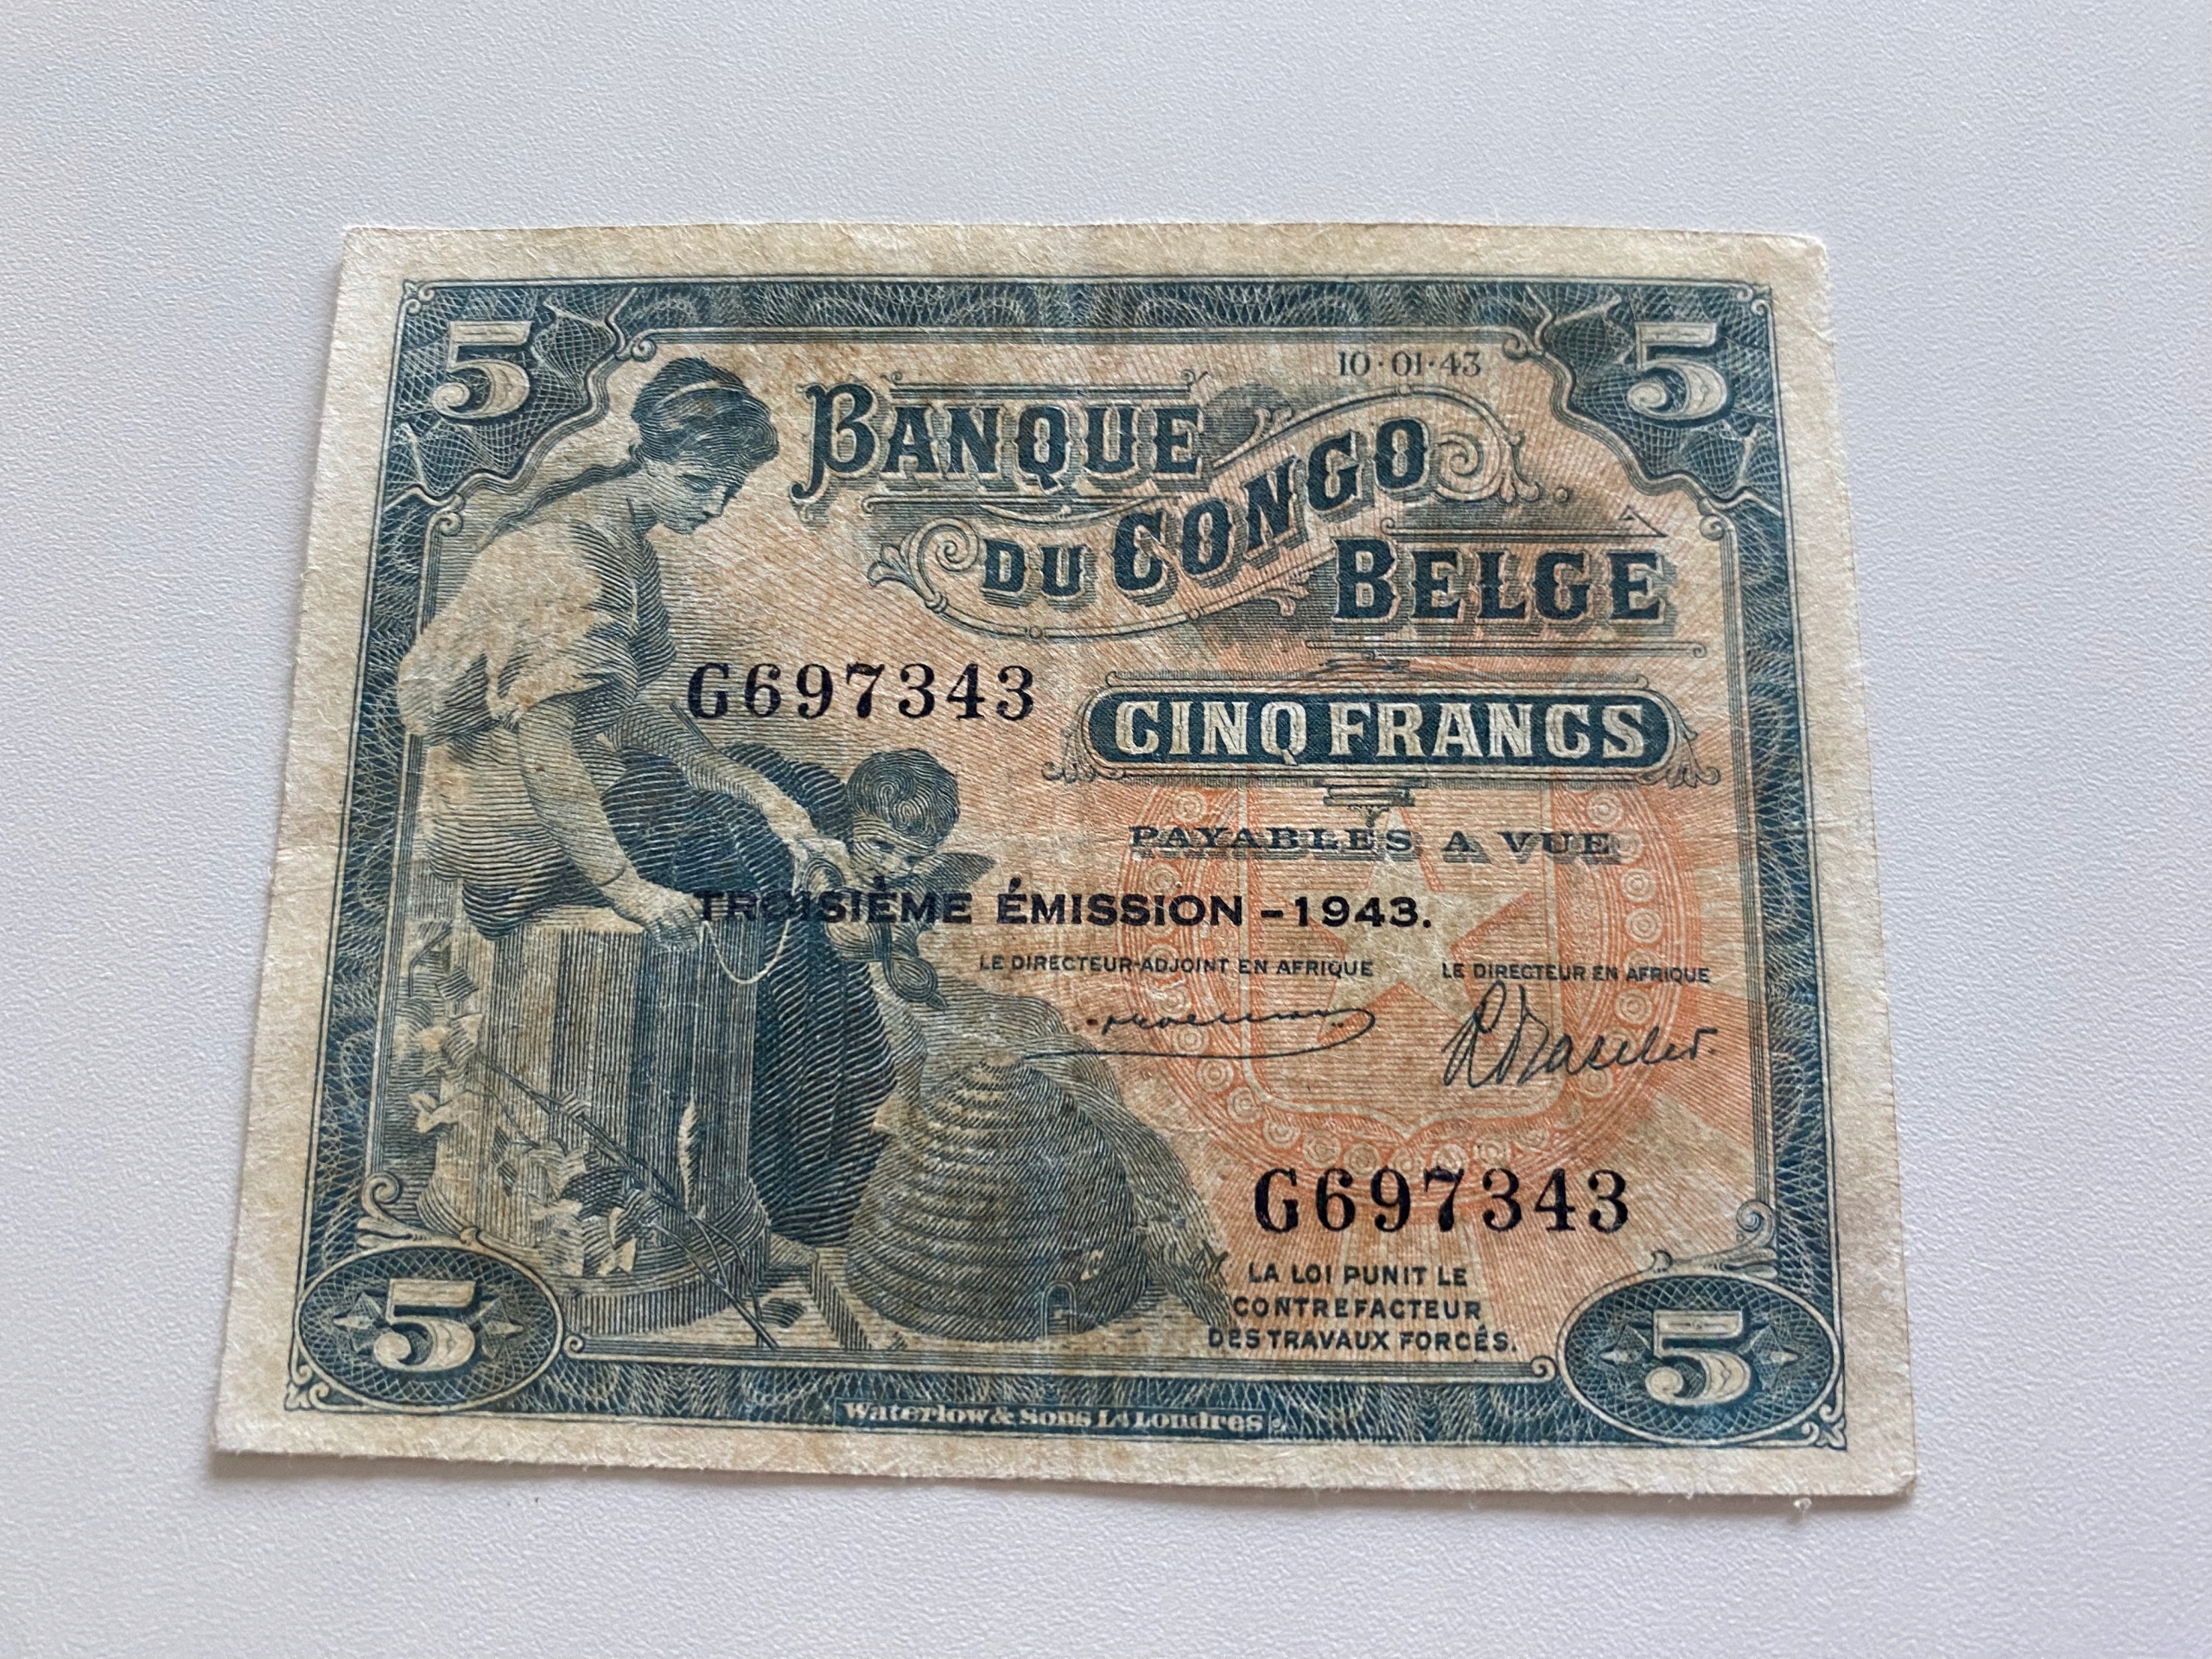 5
5
10·01·43
BANQUE
DU CONGO
BELGE
G697343
CINQ FRANCS
PAYABLES A VUE
TROISIÈME ÉMISSION - 1943.
LE DIRECTEUR-ADJOINT EN AFRIQUE
LE DIRECTEUR EN AFRIQUE
G697343
LA LOI PUNIT LE
CONTREFACTEUR
DES TRAVAUX FORCÉS.
5
5
Waterlow & Sons Ld Londres